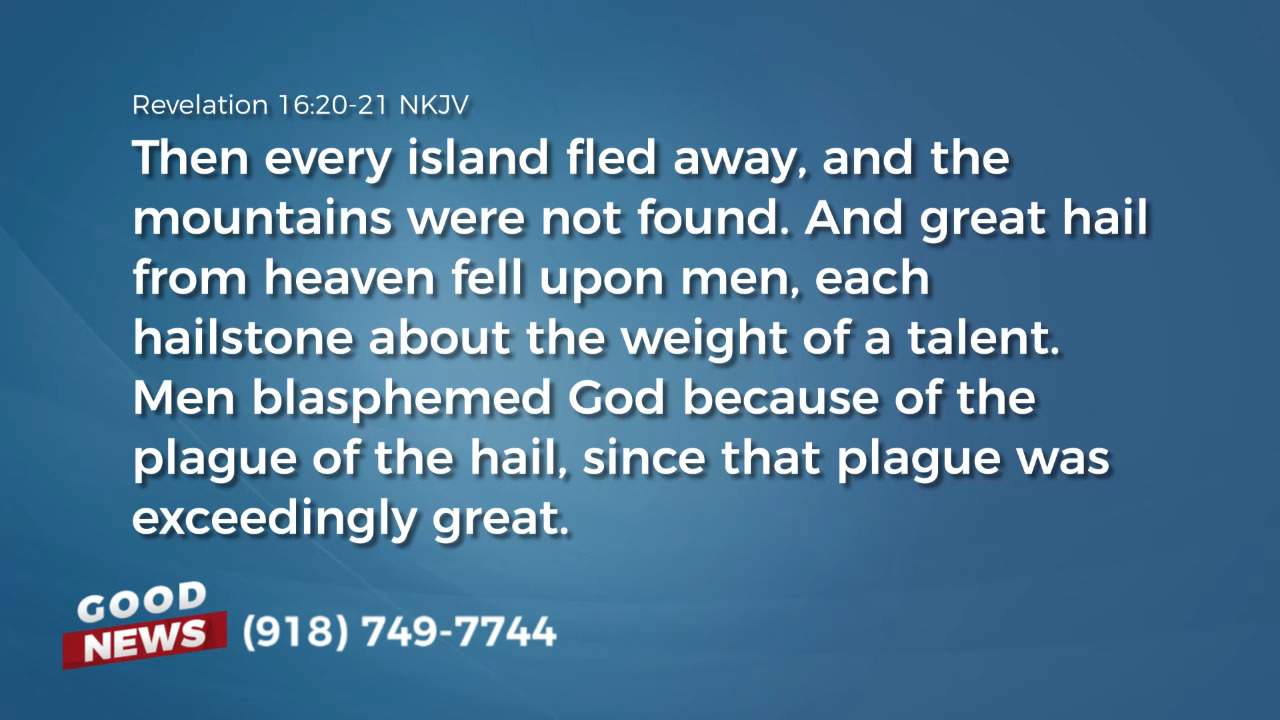 Revelation 16:20-21 NKJV
Then every island fled away, and the
mountains were not found. And great hail
from heaven fell upon men, each
hailstone about the weight of a talent.
Men blasphemed God because of the
plague of the hail, since that plague was
exceedingly great.
GOOD
NEWS
(918) 749-7744